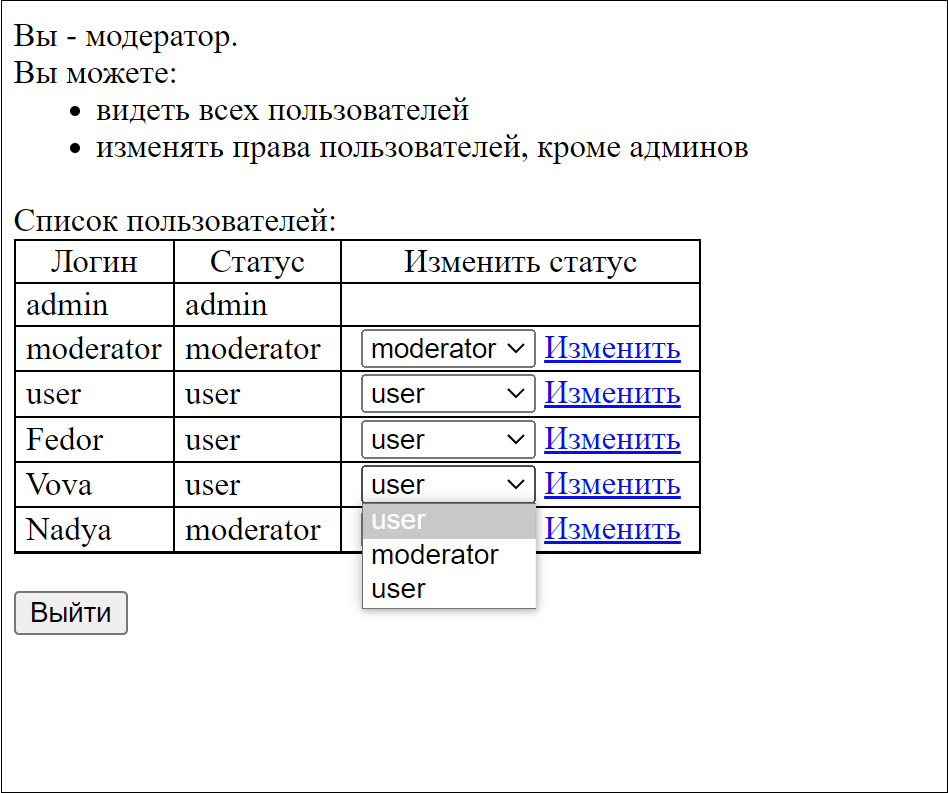 Вы - модератор.
Вы можете:
видеть всех пользователей
изменять права пользователей, кроме админов
Список пользователей:
Логин Статус Изменить статус
admin admin
moderator moderator moderator Изменить
user user user Изменить
Fedor user user Изменить
Vova user user Изменить
Nadya moderator user Изменить
moderator
user
Выйти